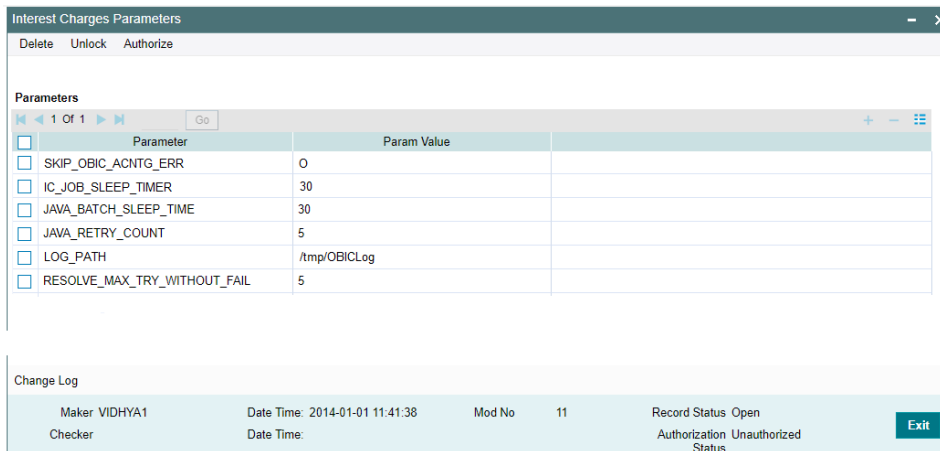 Interest Charges Parameters
Delete Unlock Authorize
Parameters
1 Of 1 Go
Parameter Param Value
SKIP_OBIC_ACNTG_ERR O
IC_JOB_SLEEP_TIMER 30
JAVA_BATCH_SLEEP_TIME 30
JAVA_RETRY_COUNT 5
LOG_PATH /tmp/OBICLog
RESOLVE_MAX_TRY_WITHOUT_FAIL 5
Change Log
Maker VIDHYA1 Date Time: 2014-01-01 11:41:38 Mod No 11 Record Status Open
Checker Date Time: Authorization Unauthorized
Status
Exit